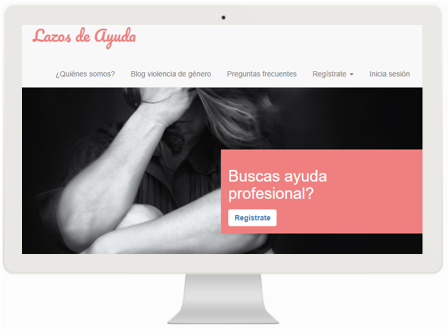 Lazos de Ayuda
¿Quiénes somos?
Blog violencia de género
Preguntas frecuentes
Regístrate
Inicia sesión
Buscas ayuda
profesional?
Regístrate